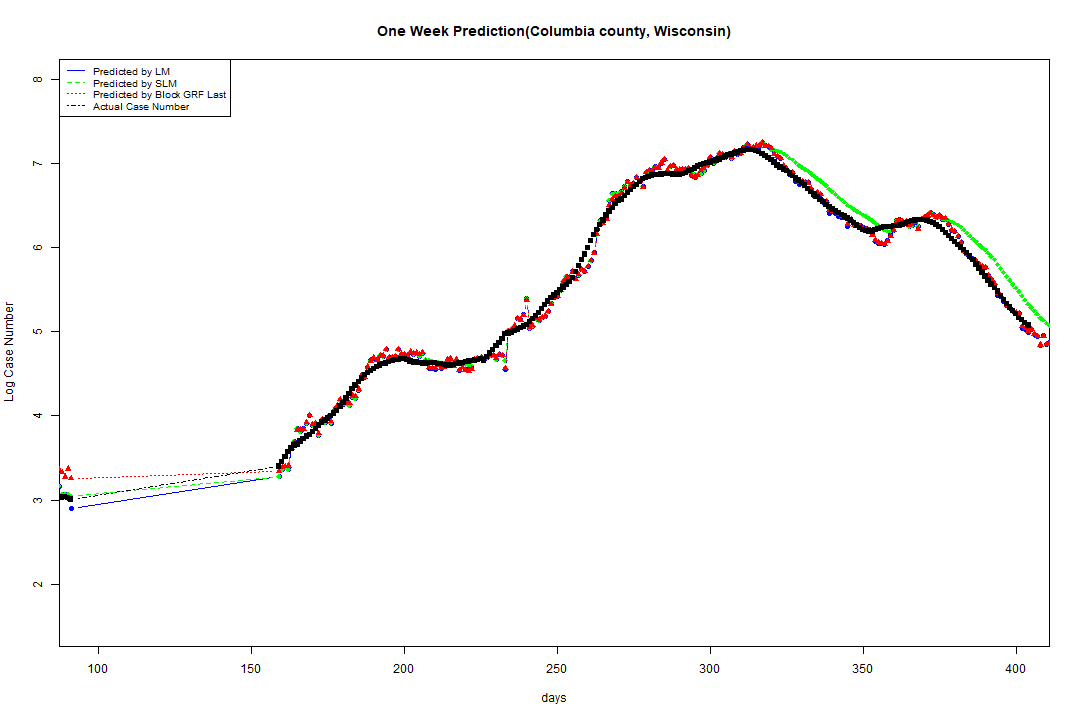 One Week Prediction(Columbia county, Wisconsin)
Predicted by LM
Predicted by SLM
Predicted by Block GRF Last
Actual Case Number
8
7
6
5
4
3
2
Log Case Number
100 150 200 250 300 350 400
days